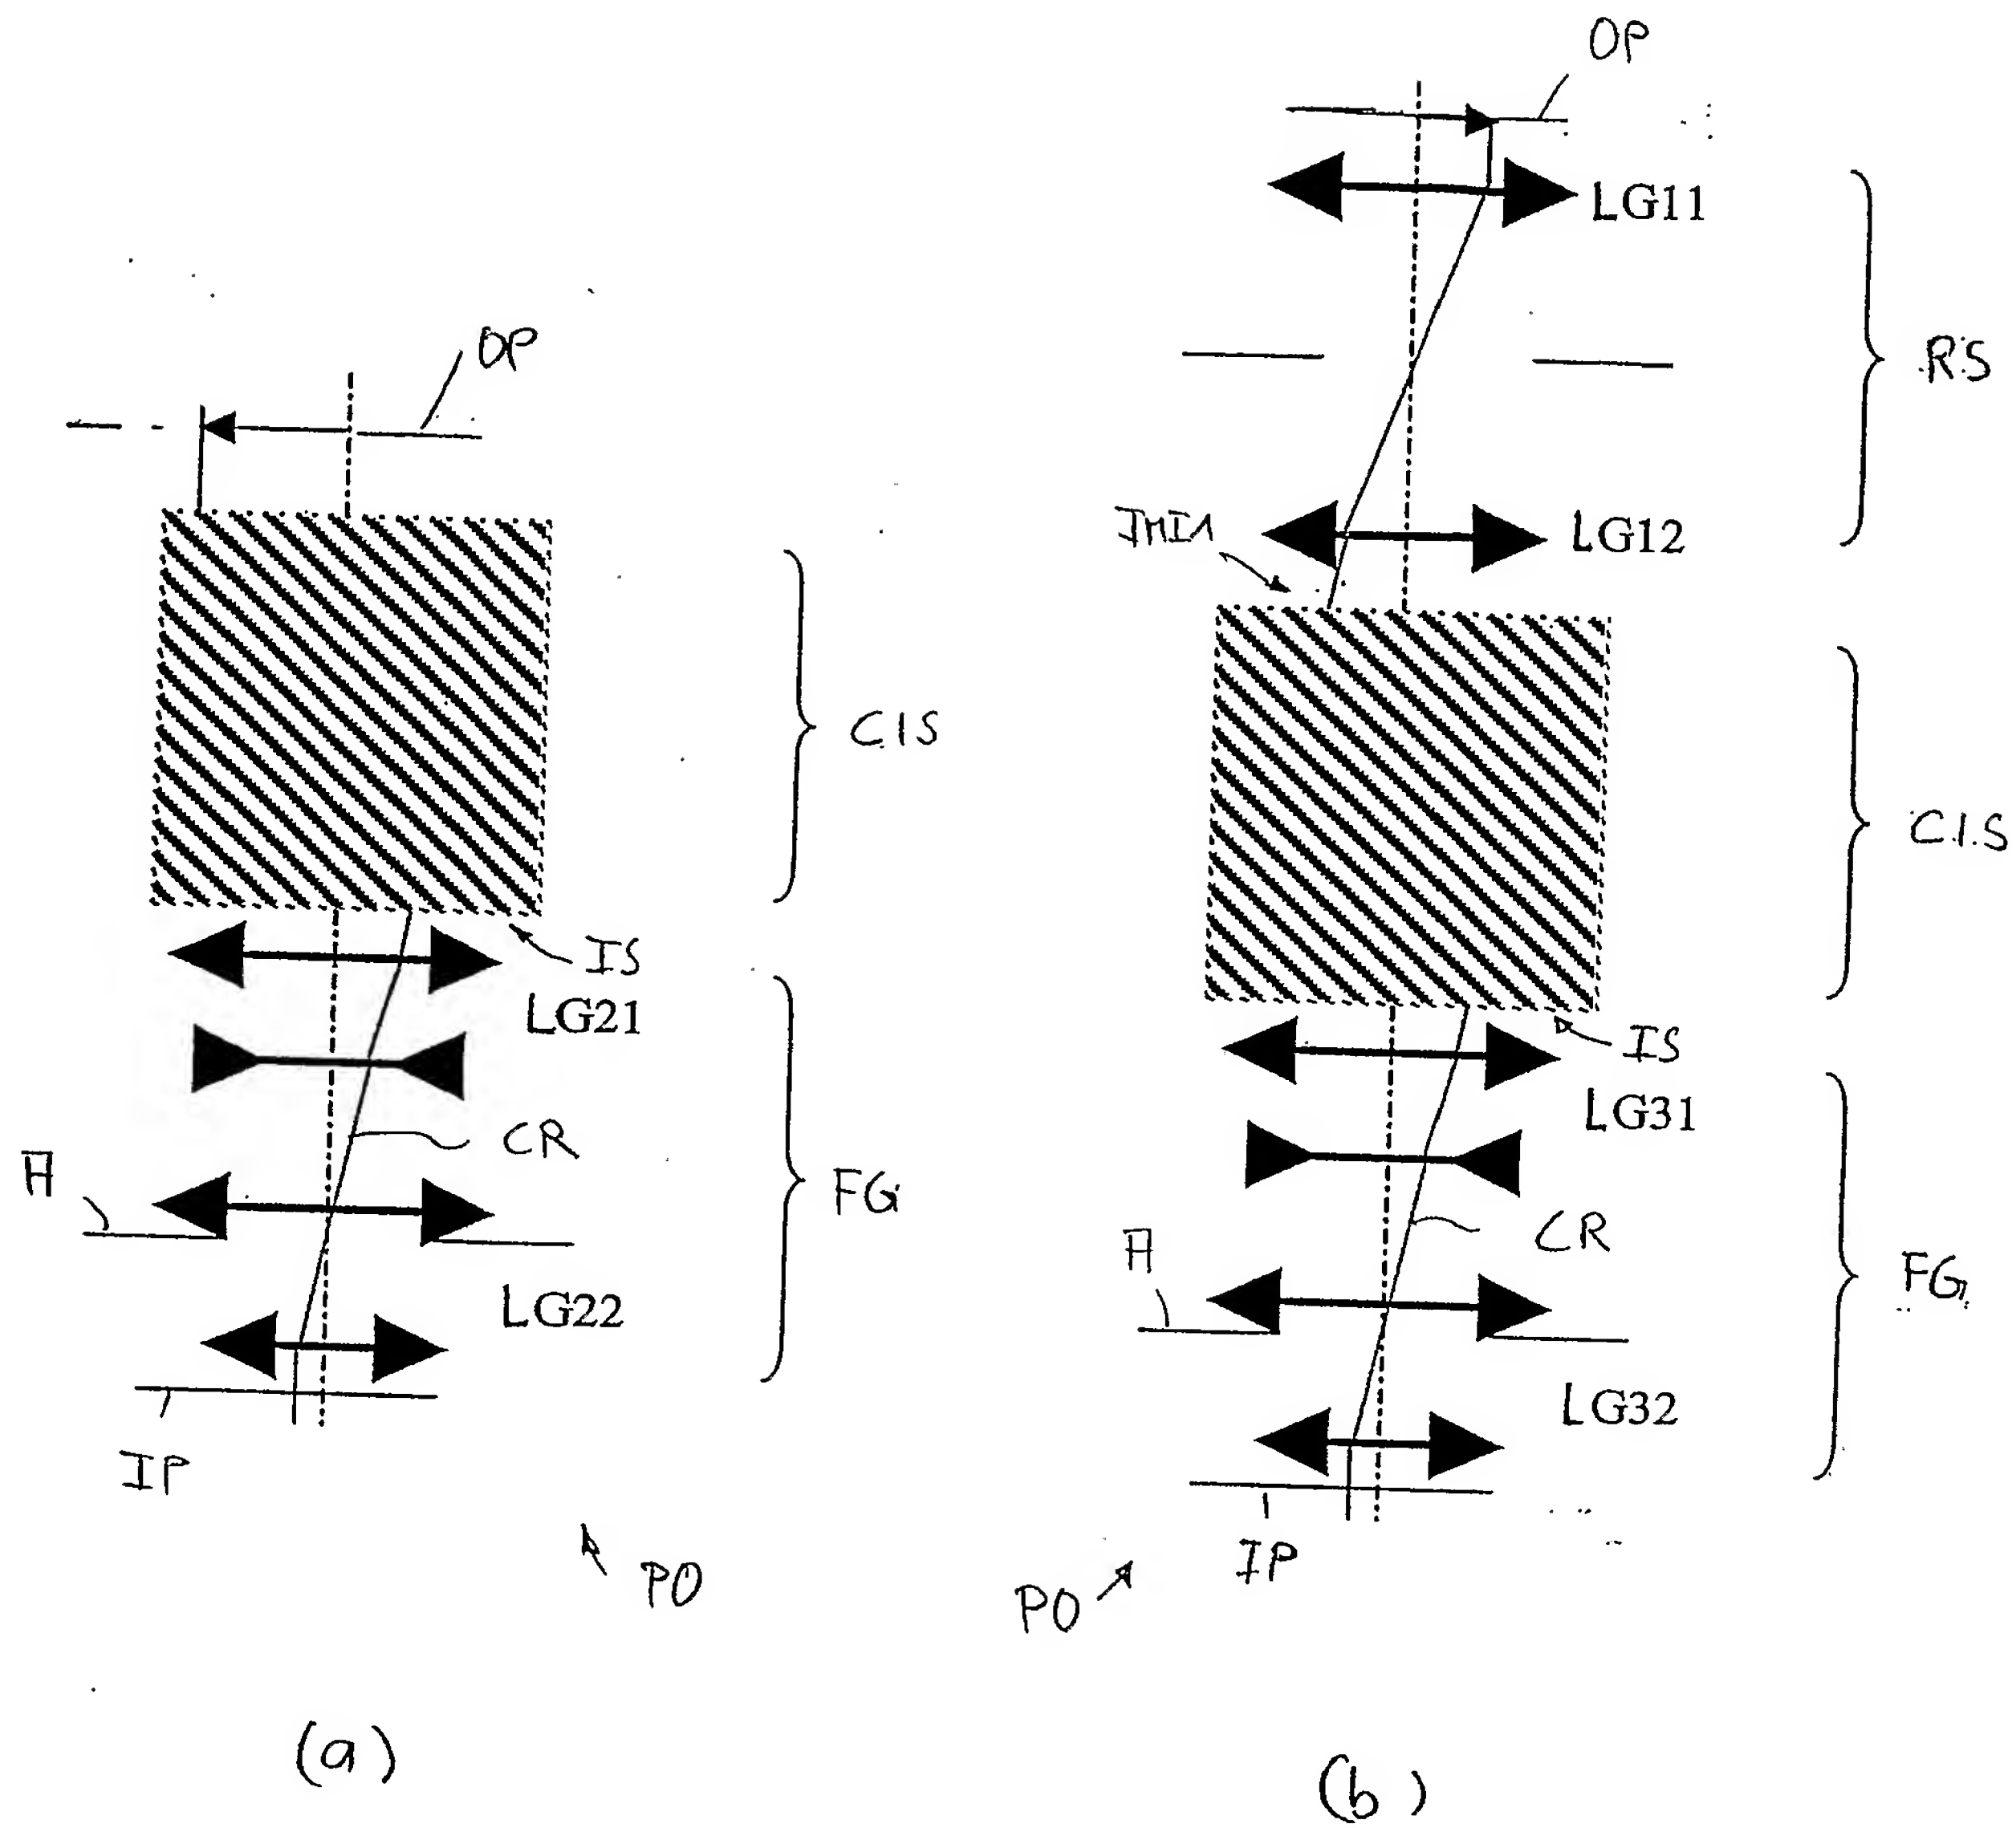 OP
CIS
IS
LG21
CR
A
FG
LG22
IP
PO
(a)
OP
LG11
RS
IMI1
LG12
CIS
IS
LG31
CR
A
FG
LG32
IP
PO
(b)